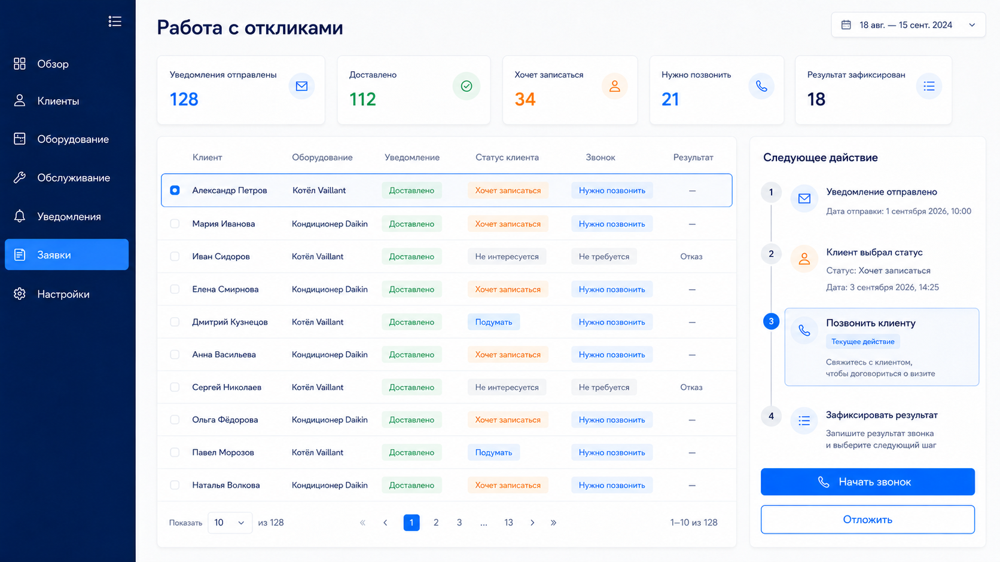 Работа с откликами
18 авг. — 15 сент. 2024
Обзор
Клиенты
Оборудование
Обслуживание
Уведомления
Заявки
Настройки
Уведомления отправлены
128
Доставлено
112
Хочет записаться
34
Нужно позвонить
21
Результат зафиксирован
18
Клиент Оборудование Уведомление Статус клиента Звонок Результат
Александр Петров Котёл Vaillant Доставлено Хочет записаться Нужно позвонить —
Мария Иванова Кондиционер Daikin Доставлено Хочет записаться Нужно позвонить —
Иван Сидоров Котёл Vaillant Доставлено Не интересуется Не требуется Отказ
Елена Смирнова Кондиционер Daikin Доставлено Хочет записаться Нужно позвонить —
Дмитрий Кузнецов Котёл Vaillant Доставлено Подумать Нужно позвонить —
Анна Васильева Кондиционер Daikin Доставлено Хочет записаться Нужно позвонить —
Сергей Николаев Котёл Vaillant Доставлено Не интересуется Не требуется Отказ
Ольга Фёдорова Кондиционер Daikin Доставлено Хочет записаться Нужно позвонить —
Павел Морозов Котёл Vaillant Доставлено Подумать Нужно позвонить —
Наталья Волкова Кондиционер Daikin Доставлено Хочет записаться Нужно позвонить —
Показать 10 из 128 « ‹ 1 2 3 ... 13 › » 1–10 из 128
Следующее дайствие
1 Уведомление отправлено
Дата отправки: 1 сентября 2026, 10:00
2 Клиент выбрал статус
Статус: Хочет записаться
Дата: 3 сентября 2026, 14:25
3 Позвонить клиенту
Текущее действие
Свяжитесь с клиентом,
чтобы договориться о визите
4 Зафиксировать результат
Запишите результат звонка
и выберите следующий шаг
Начать звонок
Отложить